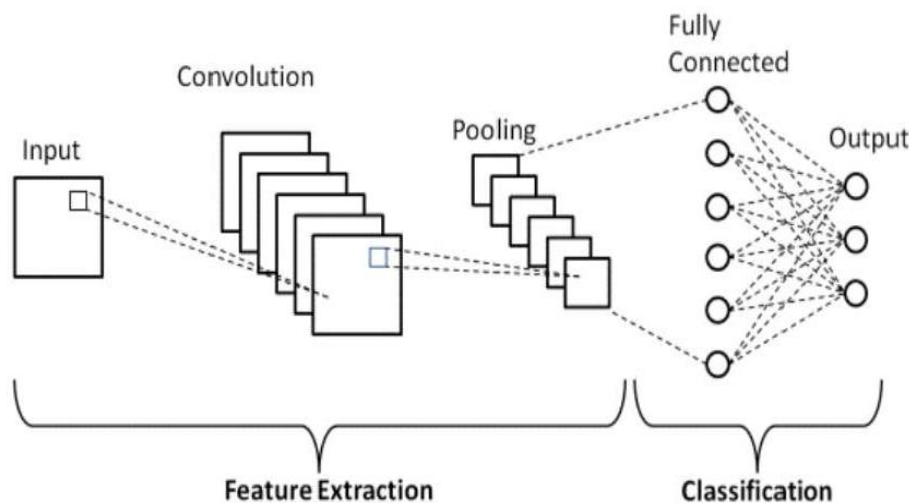 Input
Convolution
Pooling
Fully
Connected
Output
Feature Extraction
Classification